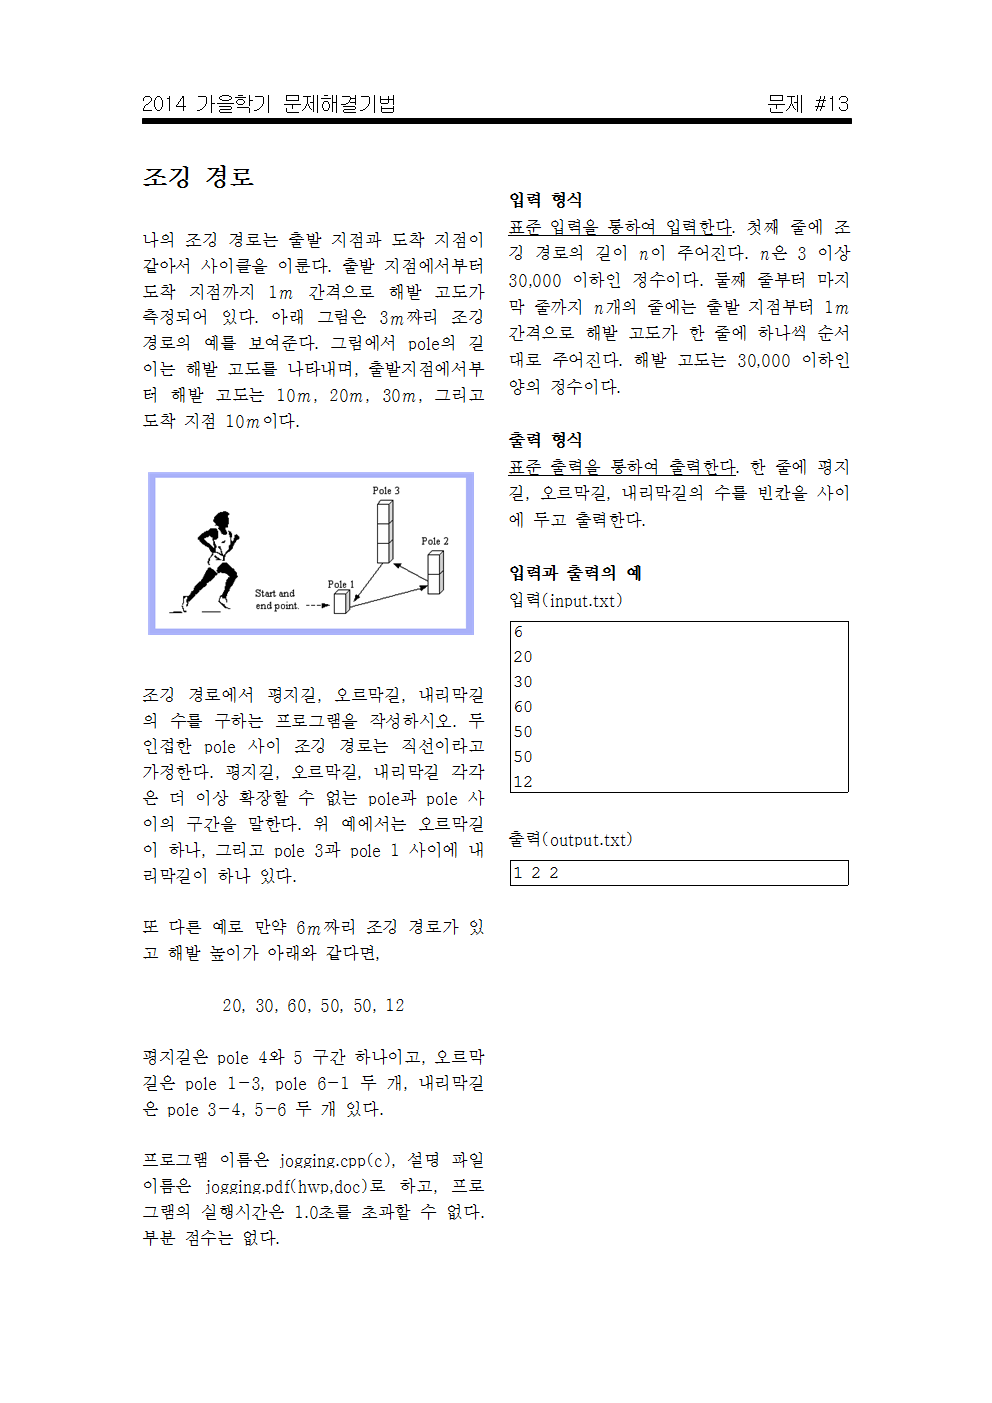 2014 가을학기 문제해결기법 문제 #13
조깅 경로
나의 조깅 경로는 출발 지점과 도착 지점이
같아서 사이클을 이룬다. 출발 지점에서부터
도착 지점까지 1m 간격으로 해발 고도가
측정되어 있다. 아래 그림은 3m짜리 조깅
경로의 예를 보여준다. 그림에서 pole의 길
이는 해발 고도를 나타내며, 출발지점에서부
터 해발 고도는 10m, 20m, 30m, 그리고
도착 지점 10m이다.
Pole 3
Pole 2
Pole 1
Start and
end point.
조깅 경로에서 평지길, 오르막길, 내리막길
의 수를 구하는 프로그램을 작성하시오. 두
인접한 pole 사이 조깅 경로는 직선이라고
가정한다. 평지길, 오르막길, 내리막길 각각
은 더 이상 확장할 수 없는 pole과 pole 사
이의 구간을 말한다. 위 예에서는 오르막길
이 하나, 그리고 pole 3과 pole 1 사이에 내
리막길이 하나 있다.
또 다른 예로 만약 6m짜리 조깅 경로가 있
고 해발 높이가 아래와 같다면,
20, 30, 60, 50, 50, 12
평지길은 pole 4와 5 구간 하나이고, 오르막
길은 pole 1-3, pole 6-1 두 개, 내리막길
은 pole 3-4, 5-6 두 개 있다.
프로그램 이름은 jogging.cpp(c), 설명 파일
이름은 jogging.pdf(hwp,doc)로 하고, 프로
그램의 실행시간은 1.0초를 초과할 수 없다.
부분 점수는 없다.
입력 형식
표준 입력을 통하여 입력한다. 첫째 줄에 조
깅 경로의 길이 n이 주어진다. n은 3 이상
30,000 이하인 정수이다. 둘째 줄부터 마지
막 줄까지 n개의 줄에는 출발 지점부터 1m
간격으로 해발 고도가 한 줄에 하나씩 순서
대로 주어진다. 해발 고도는 30,000 이하인
양의 정수이다.
출력 형식
표준 출력을 통하여 출력한다. 한 줄에 평지
길, 오르막길, 내리막길의 수를 빈칸을 사이
에 두고 출력한다.
입력과 출력의 예
입력(input.txt)
6
20
30
60
50
50
12
출력(output.txt)
1 2 2